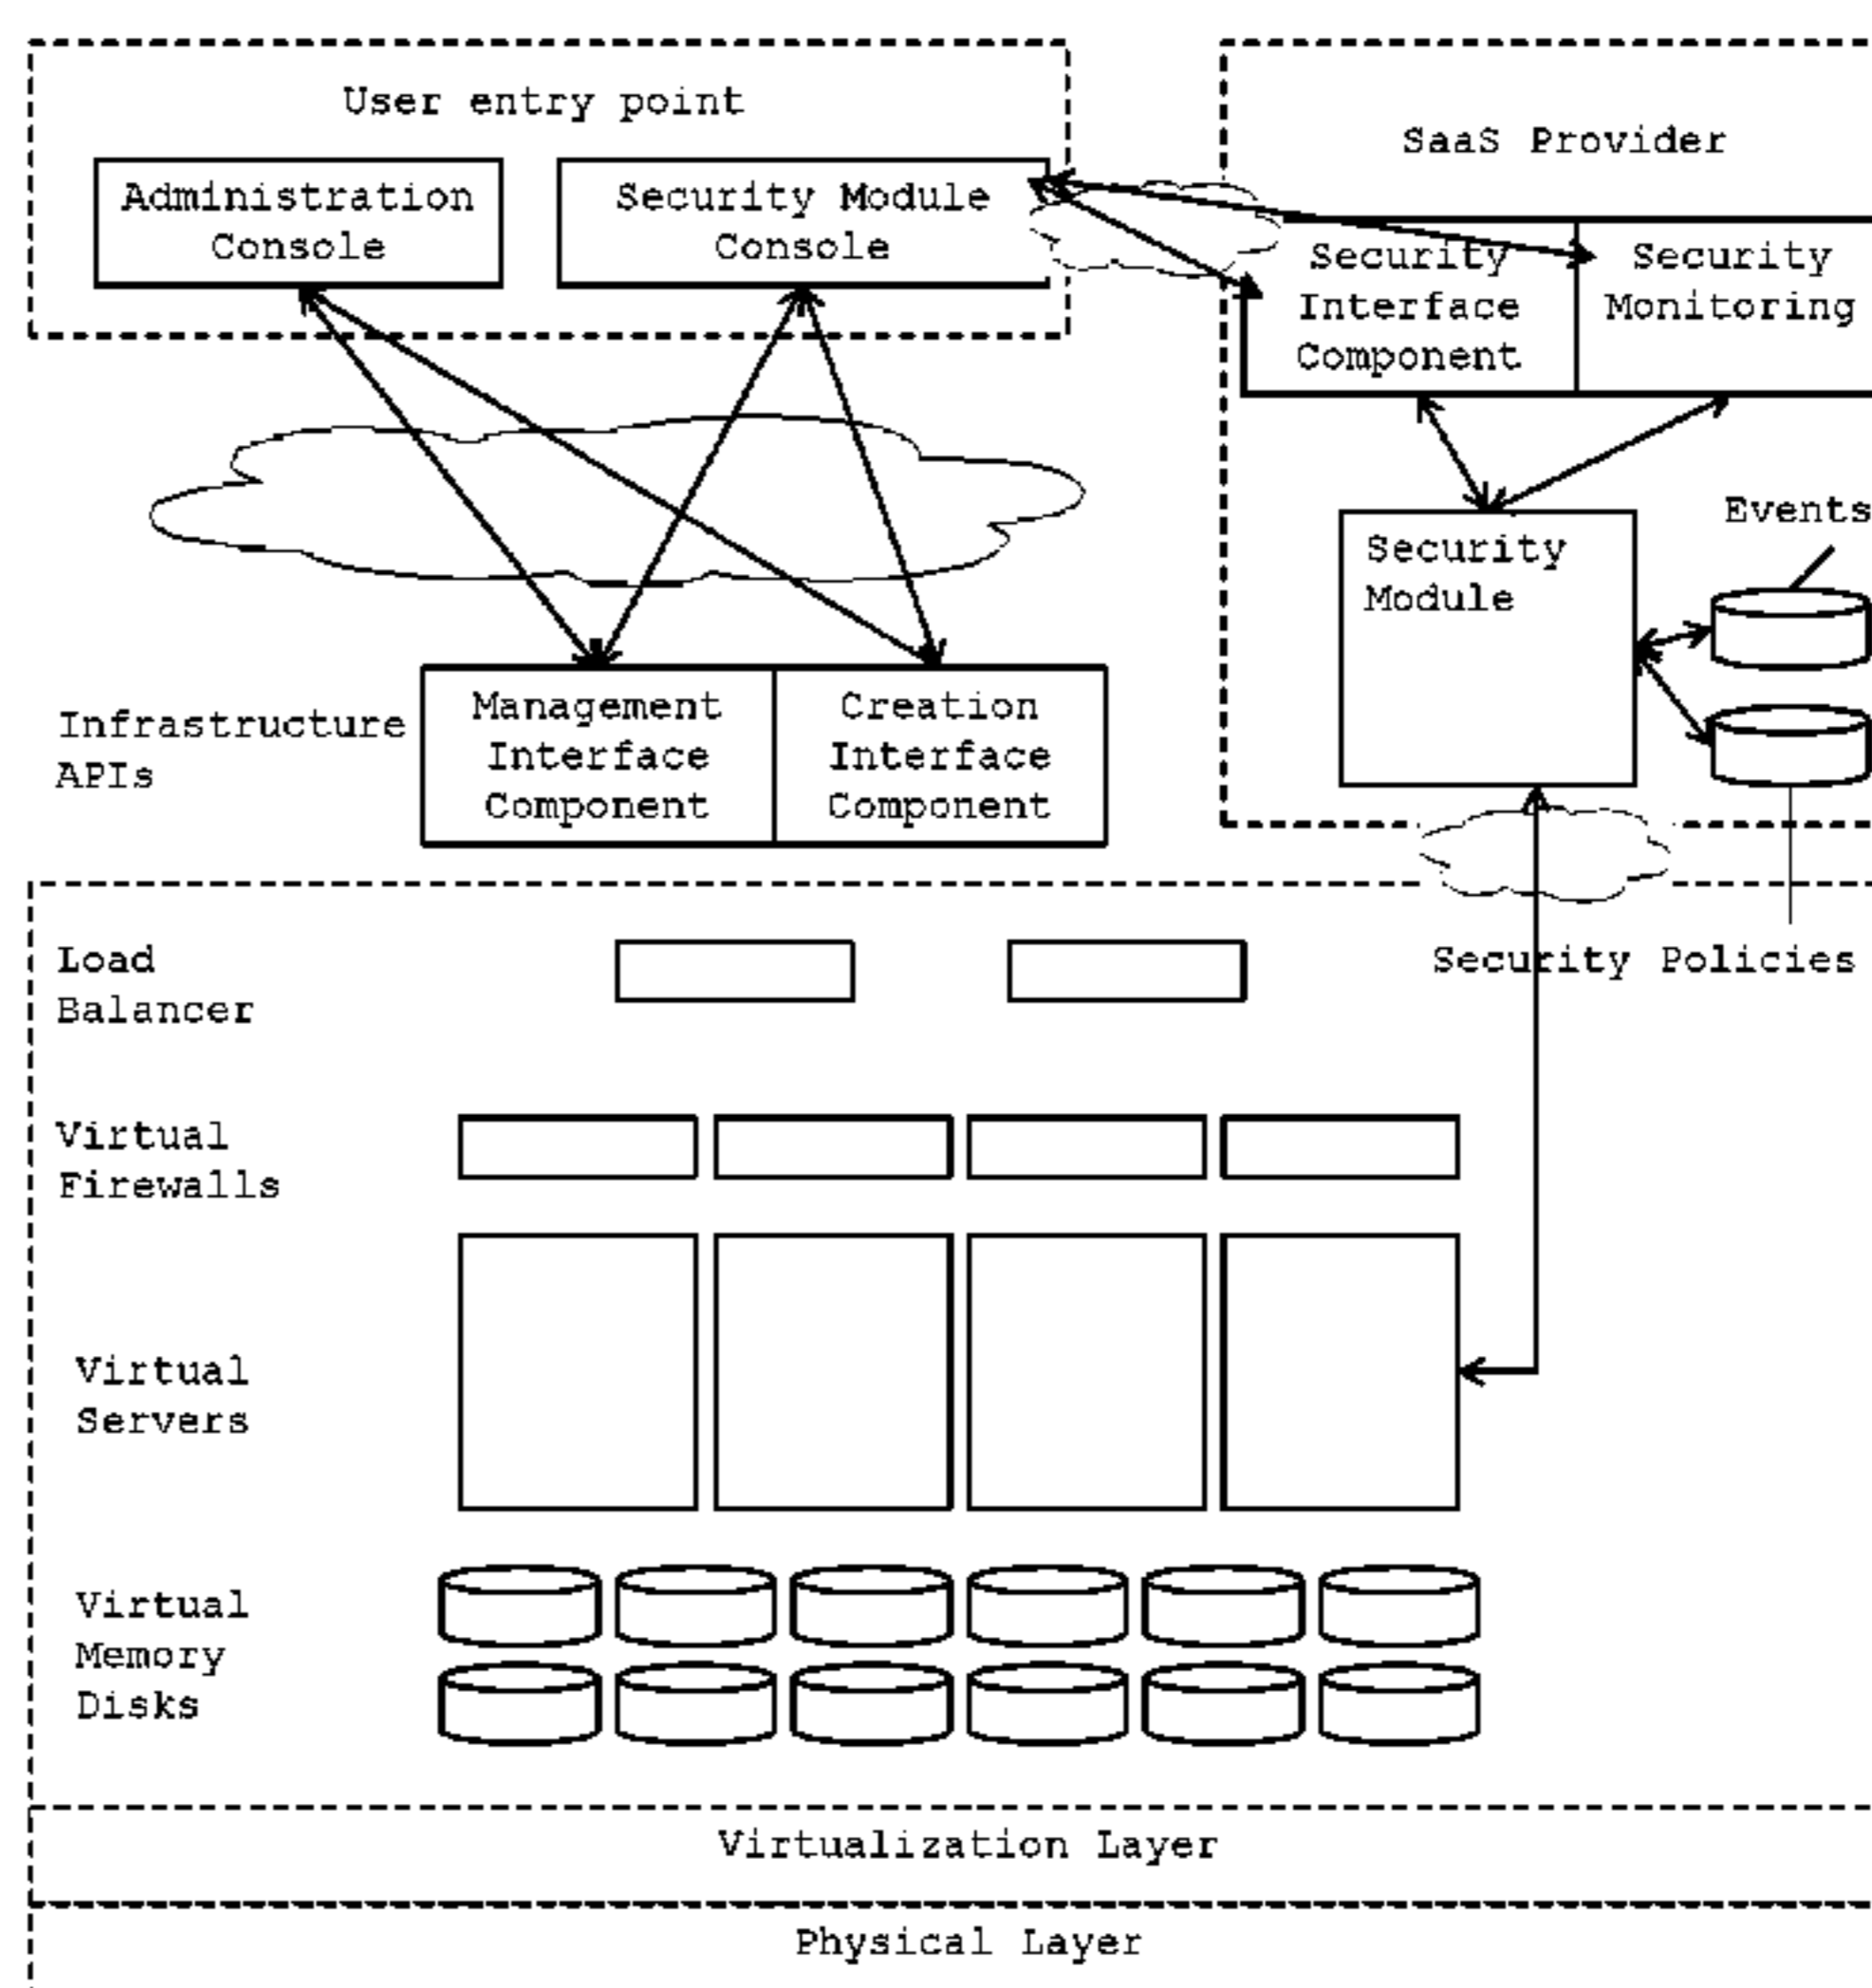 User entry point
Administration
Console
Security Module
Console
SaaS Provider
Security
Interface
Component
Security
Monitoring
Security
Module
Events
Infrastructure
APIs
Management
Interface
Component
Creation
Interface
Component
Security Policies
Load
Balancer
Virtual
Firewalls
Virtual
Servers
Virtual
Memory
Disks
Virtualization Layer
Physical Layer